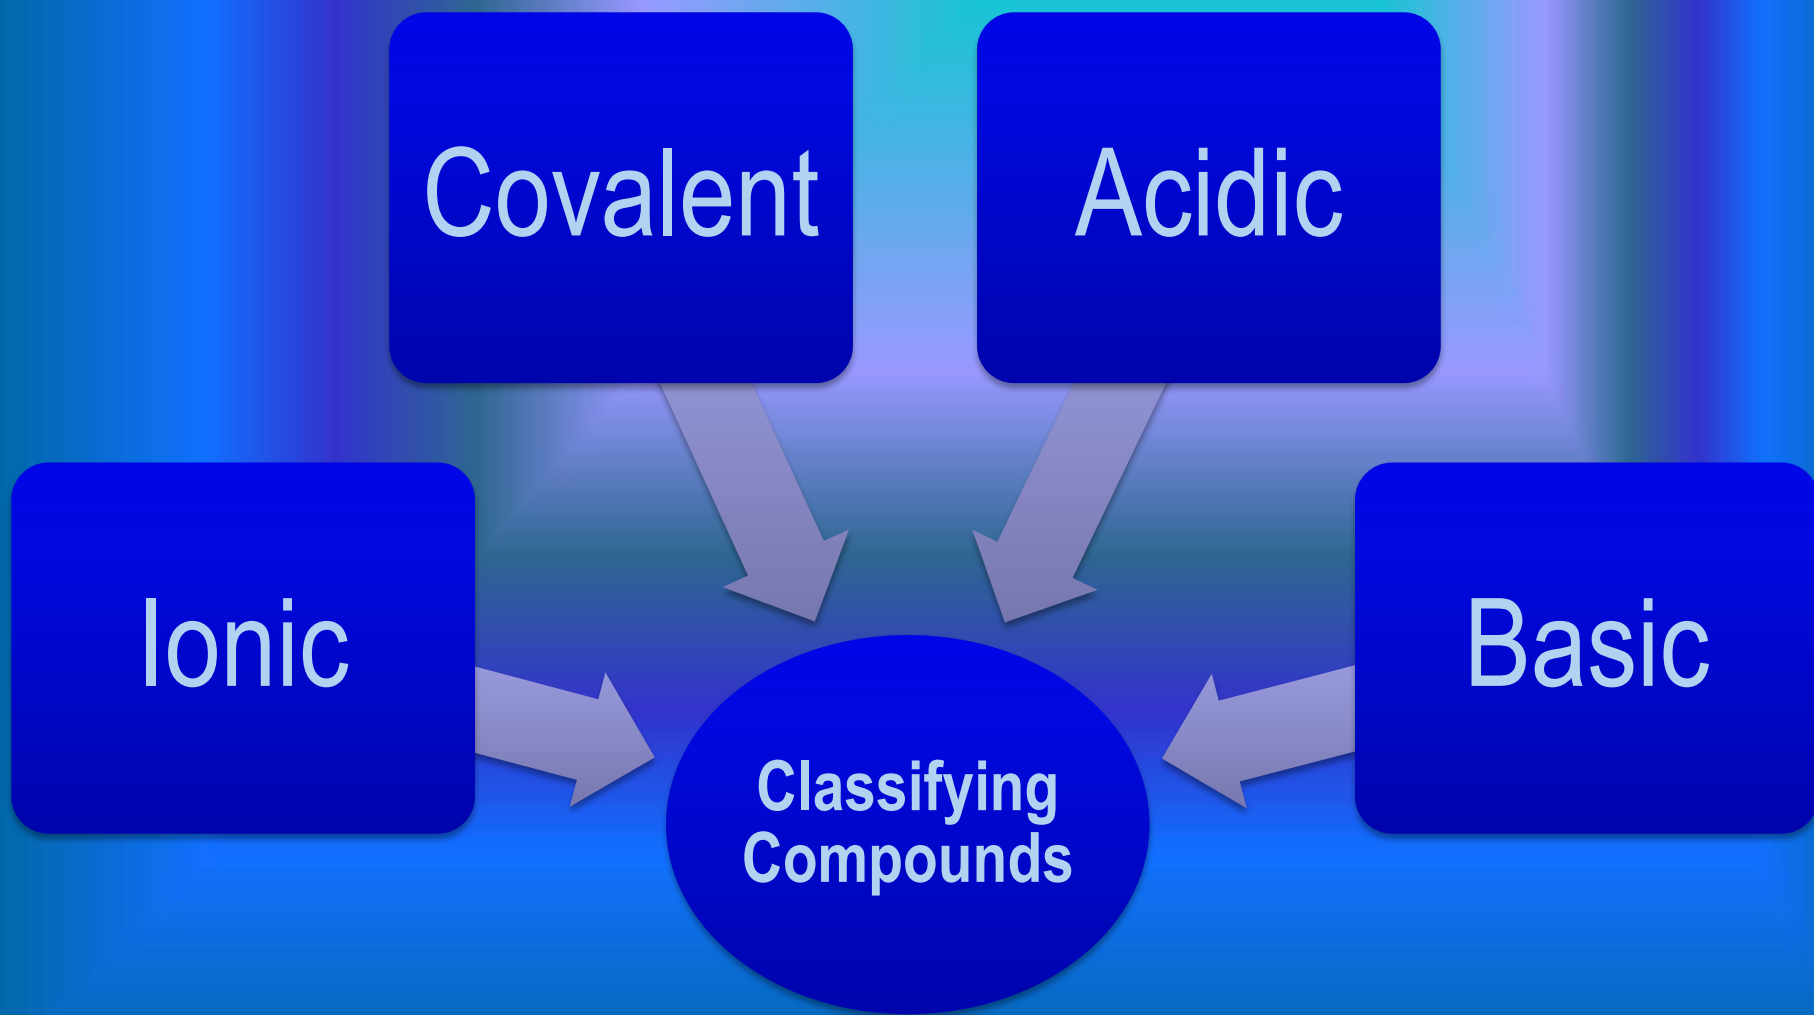 Covalent
Acidic
Ionic
Basic
Classifying
Compounds